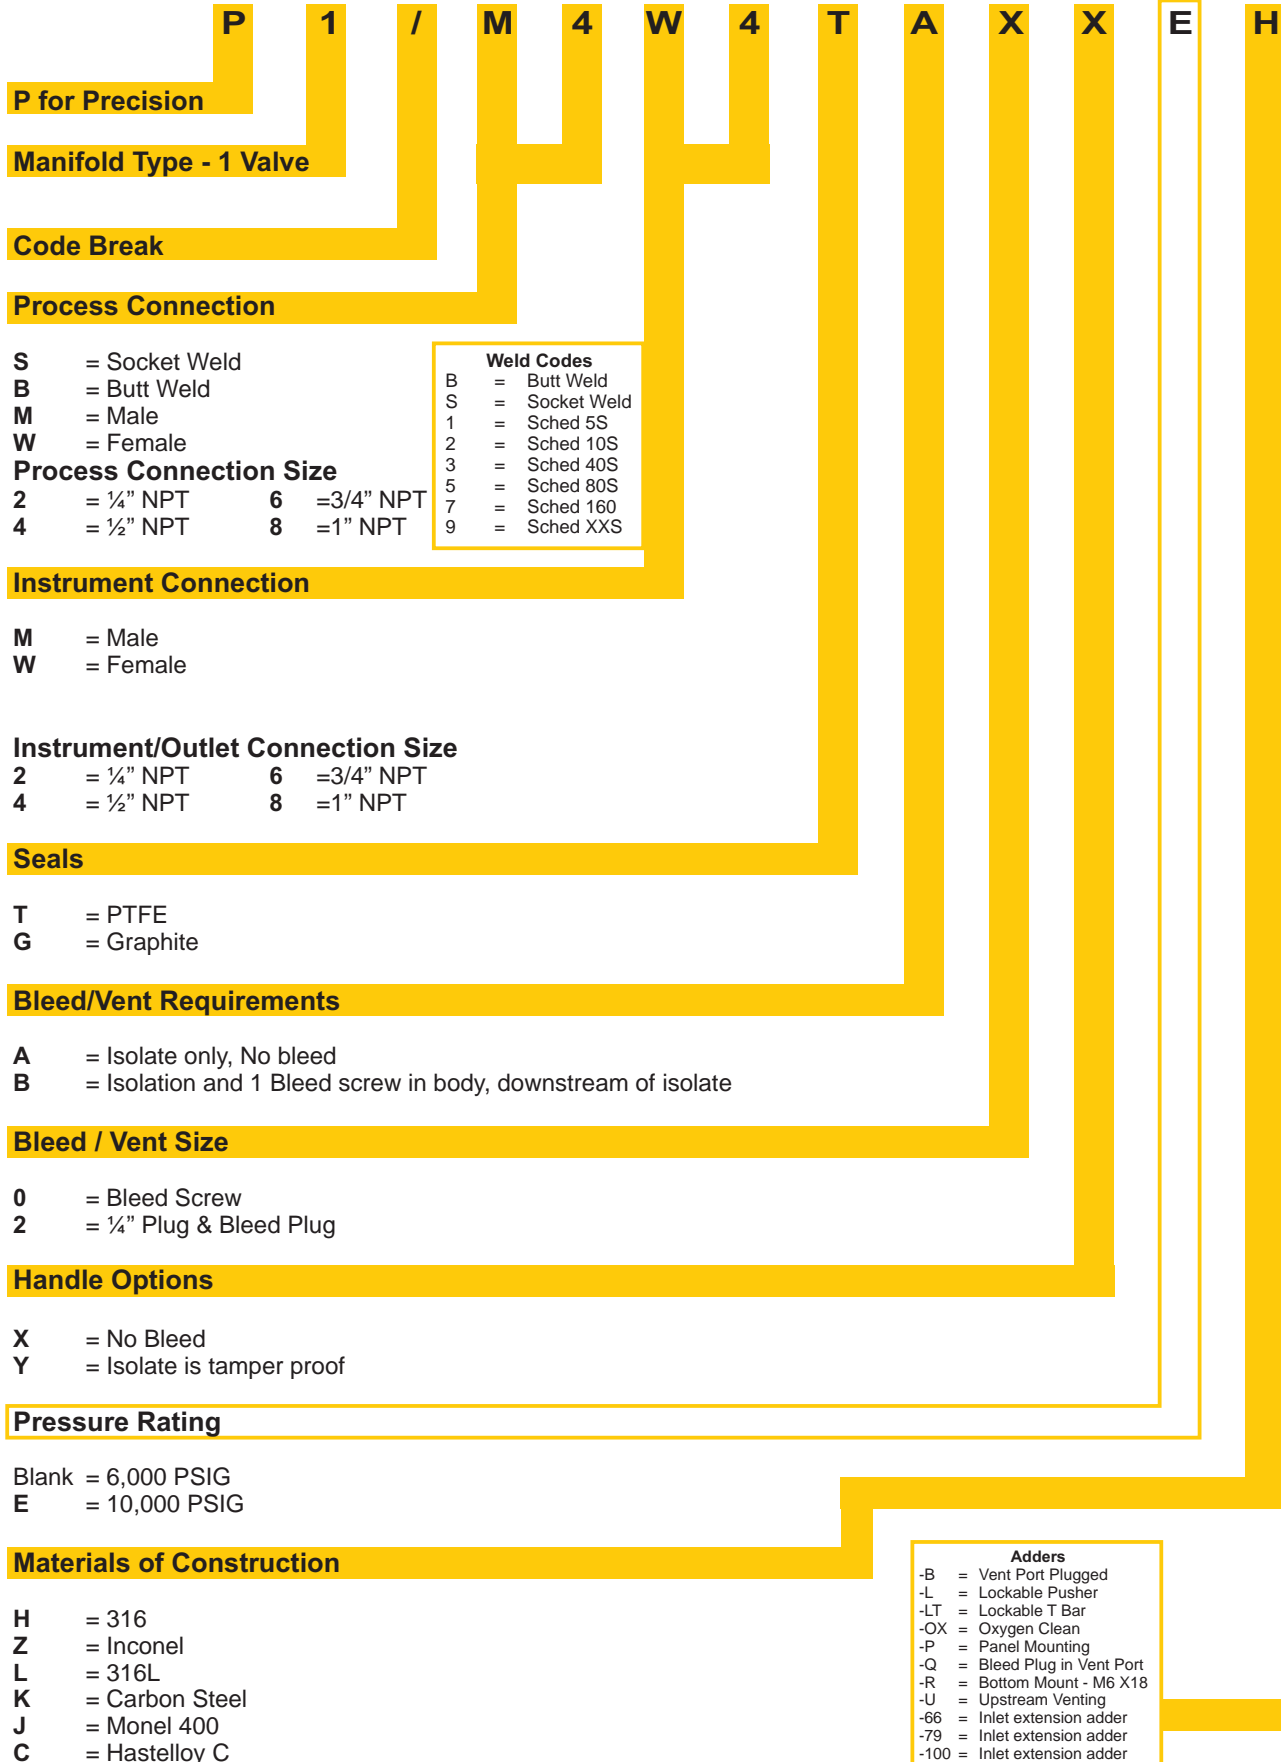 P 1 / M 4 W 4 T A X X E H
P for Precision
Manifold Type - 1 Valve
Code Break
Process Connection
S = Socket Weld
B = Butt Weld
M = Male
W = Female
Process Connection Size
2 = ¼” NPT 6 =3/4” NPT
4 = ½” NPT 8 =1” NPT
Weld Codes
B = Butt Weld
S = Socket Weld
1 = Sched 5S
2 = Sched 10S
3 = Sched 40S
5 = Sched 80S
7 = Sched 160
9 = Sched XXS
Instrument Connection
M = Male
W = Female
Instrument/Outlet Connection Size
2 = ¼” NPT 6 =3/4” NPT
4 = ½” NPT 8 =1” NPT
Seals
T = PTFE
G = Graphite
Bleed/Vent Requirements
A = Isolate only, No bleed
B = Isolation and 1 Bleed screw in body, downstream of isolate
Bleed / Vent Size
0 = Bleed Screw
2 = ¼” Plug & Bleed Plug
Handle Options
X = No Bleed
Y = Isolate is tamper proof
Pressure Rating
Blank = 6,000 PSIG
E = 10,000 PSIG
Materials of Construction
H = 316
Z = Inconel
L = 316L
K = Carbon Steel
J = Monel 400
C = Hastelloy C
Adders
-B = Vent Port Plugged
-L = Lockable Pusher
-LT = Lockable T Bar
-OX = Oxygen Clean
-P = Panel Mounting
-Q = Bleed Plug in Vent Port
-R = Bottom Mount - M6 X18
-U = Upstream Venting
-66 = Inlet extension adder
-79 = Inlet extension adder
-100 = Inlet extension adder